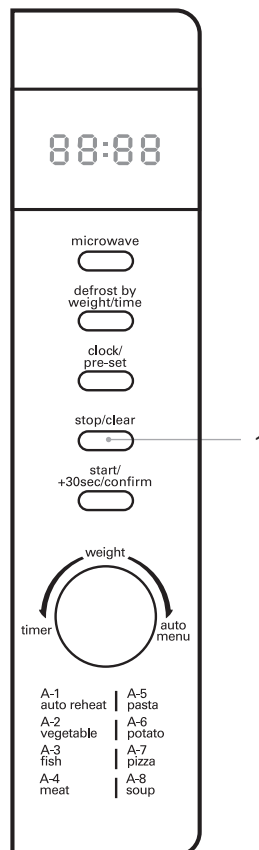 88:88
microwave
defrost by
weight/time
clock/
pre-set
stop/clear
1
start/
+30sec/confirm
weight
timer
auto
menu
A-1
auto reheat
A-2
vegetable
A-3
fish
A-4
meat
A-5
pasta
A-6
potato
A-7
pizza
A-8
soup